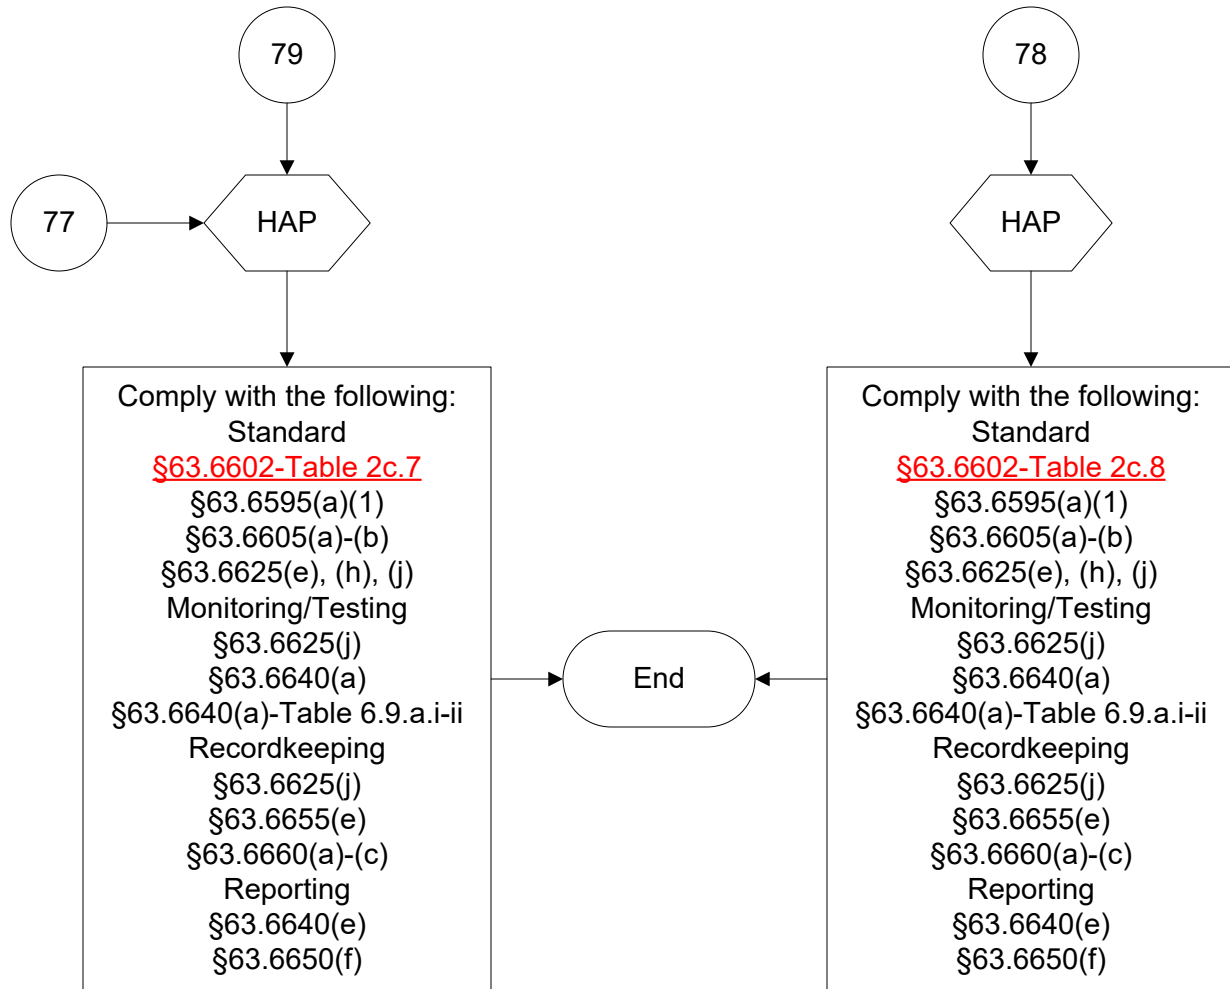 79
78
77
HAP
HAP
Comply with the following:
Standard
§63.6602-Table 2c.7
§63.6595(a)(1)
§63.6605(a)-(b)
§63.6625(e), (h), (j)
Monitoring/Testing
§63.6625(j)
§63.6640(a)
§63.6640(a)-Table 6.9.a.i-ii
Recordkeeping
§63.6625(j)
§63.6655(e)
§63.6660(a)-(c)
Reporting
§63.6640(e)
§63.6650(f)
End
Comply with the following:
Standard
§63.6602-Table 2c.8
§63.6595(a)(1)
§63.6605(a)-(b)
§63.6625(e), (h), (j)
Monitoring/Testing
§63.6625(j)
§63.6640(a)
§63.6640(a)-Table 6.9.a.i-ii
Recordkeeping
§63.6625(j)
§63.6655(e)
§63.6660(a)-(c)
Reporting
§63.6640(e)
§63.6650(f)